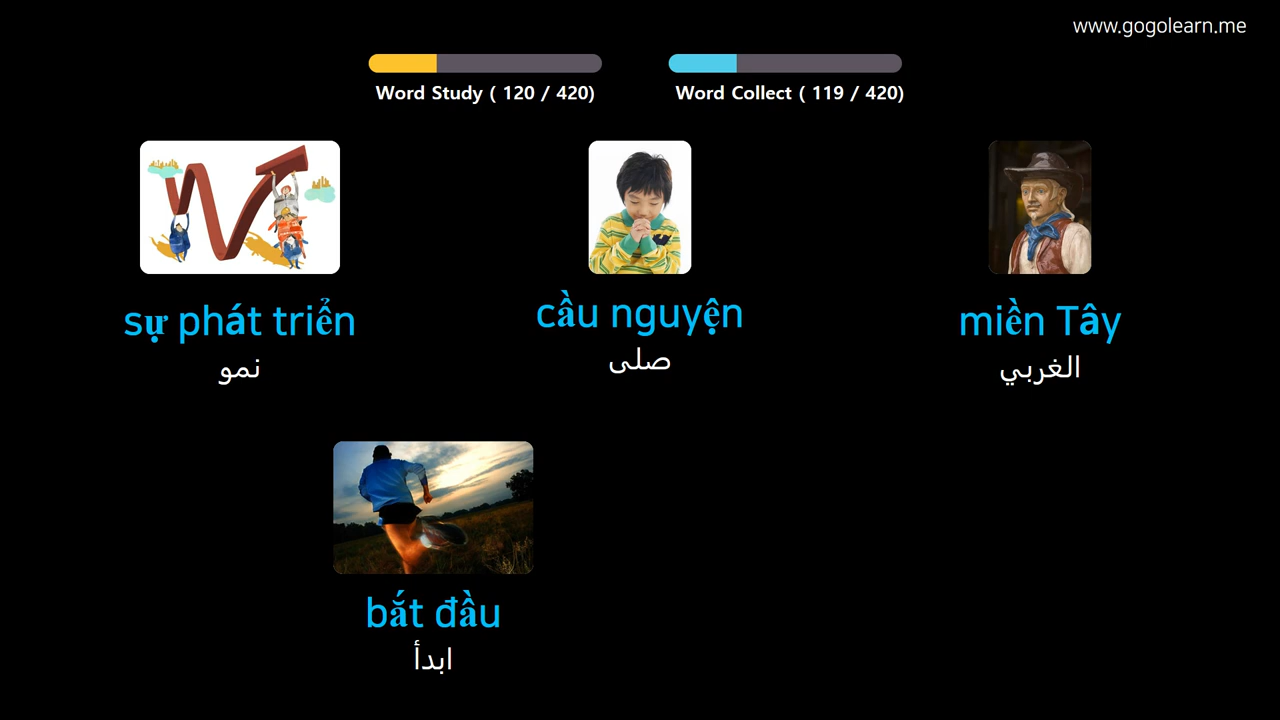 www.gogolearn.me
Word Study ( 120 / 420)
Word Collect ( 119 / 420)
sự phát triển
نمو
cầu nguyện
صلى
miền Tây
الغربي
bắt đầu
ابدأ